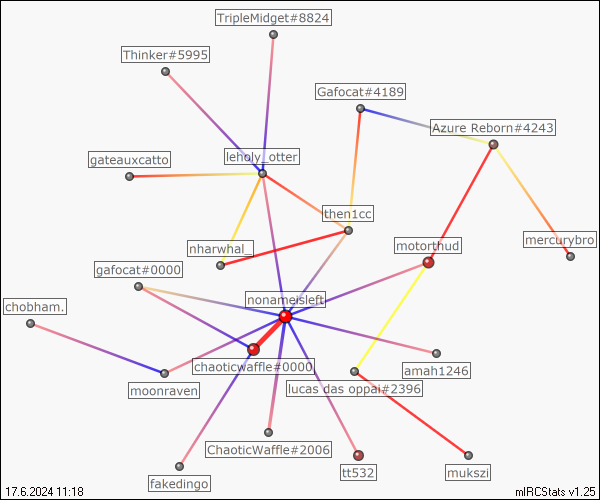 TripleMidget#8824
Thinker#5995
Gafocat#4189
Azure Reborn#4243
gateauxcatto
leholy_otter
then1cc
nharwhal_
motorthud
mercurybro
gafocat#0000
nonameisleft
chobham.
chaoticwaffle#0000
amah1246
moonraven
lucas das oppai#2396
ChaoticWaffle#2006
tt532
mukszi
fakedingo
17.6.2024 11:18
mIRCStats v1.25